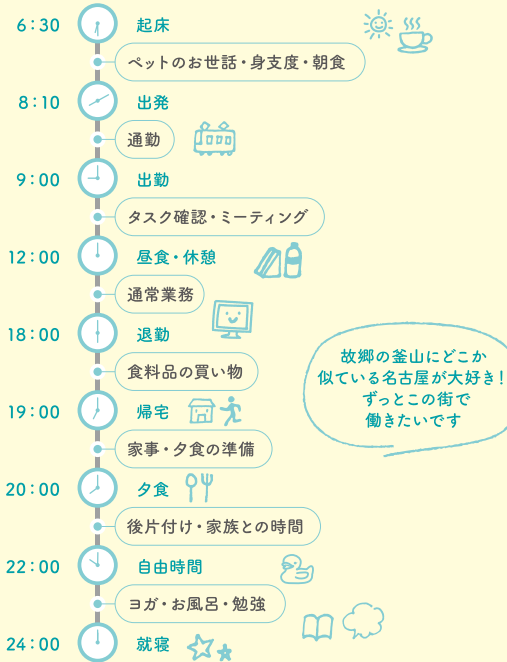 6:30 起床
ペットのお世話・身支度・朝食
8:10 出発
通勤
9:00 出勤
タスク確認・ミーティング
12:00 昼食・休憩
通常業務
18:00 退勤
食料品の買い物
19:00 帰宅
家事・夕食の準備
20:00 夕食
後片付け・家族との時間
22:00 自由時間
ヨガ・お風呂・勉強
24:00 就寝
故郷の釜山にどこか
似ている名古屋が大好き！
ずっとこの街で
働きたいです